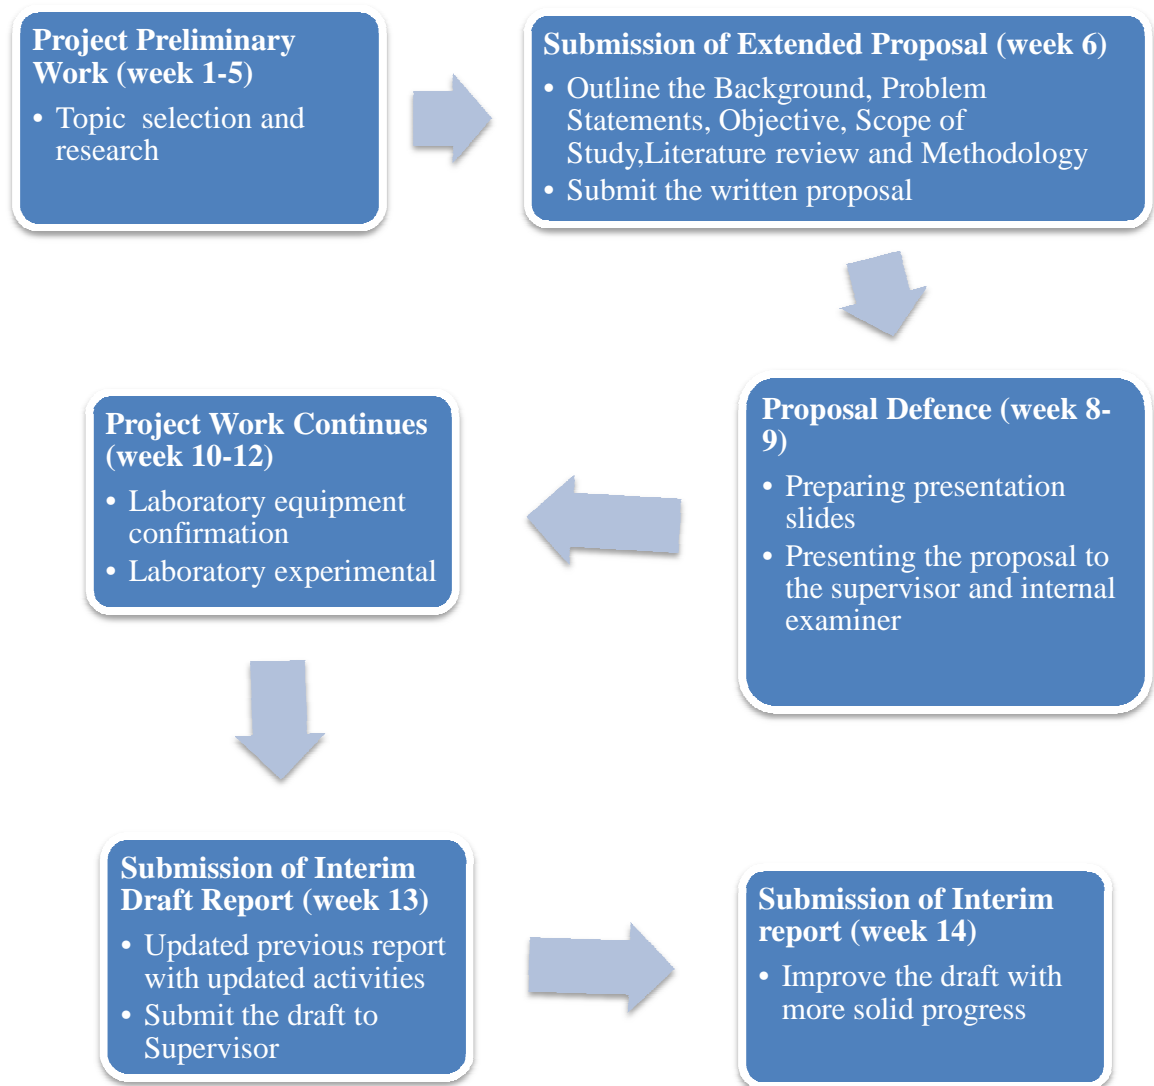 Project Preliminary
Work (week 1-5)
• Topic  selection and
research
Submission of Extended Proposal (week 6)
• Outline the Background, Problem
Statements, Objective, Scope of
Study,Literature review and Methodology
• Submit the written proposal
Proposal Defence (week 8-
9)
• Preparing presentation
slides
• Presenting the proposal to
the supervisor and internal
examiner
Project Work Continues
(week 10-12)
• Laboratory equipment
confirmation
• Laboratory experimental
Submission of Interim
Draft Report (week 13)
• Updated previous report
with updated activities
• Submit the draft to
Supervisor
Submission of Interim
report (week 14)
• Improve the draft with
more solid progress